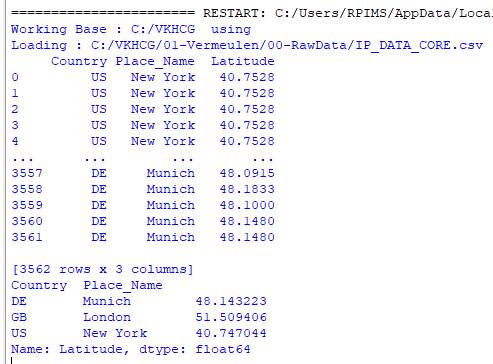 ======================= RESTART: C:/Users/RPIMS/AppData/Local
Working Base : C:/VKHCG  using
Loading : C:/VKHCG/01-Vermeulen/00-RawData/IP_DATA_CORE.csv
     Country Place_Name  Latitude
0         US   New York   40.7528
1         US   New York   40.7528
2         US   New York   40.7528
3         US   New York   40.7528
4         US   New York   40.7528
...      ...        ...       ...
3557      DE     Munich   48.0915
3558      DE     Munich   48.1833
3559      DE     Munich   48.1000
3560      DE     Munich   48.1480
3561      DE     Munich   48.1480
[3562 rows x 3 columns]
Country  Place_Name
DE       Munich        48.143223
GB       London        51.509406
US       New York      40.747044
Name: Latitude, dtype: float64